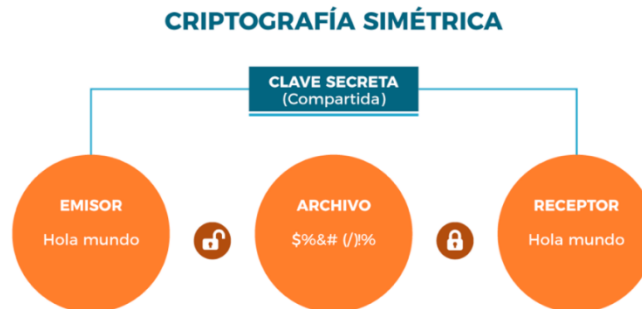 CRIPTOGRAFÍA SIMÉTRICA
CLAVE SECRETA
(Compartida)
EMISOR
Hola mundo
ARCHIVO
$%&# (/)!%
RECEPTOR
Hola mundo